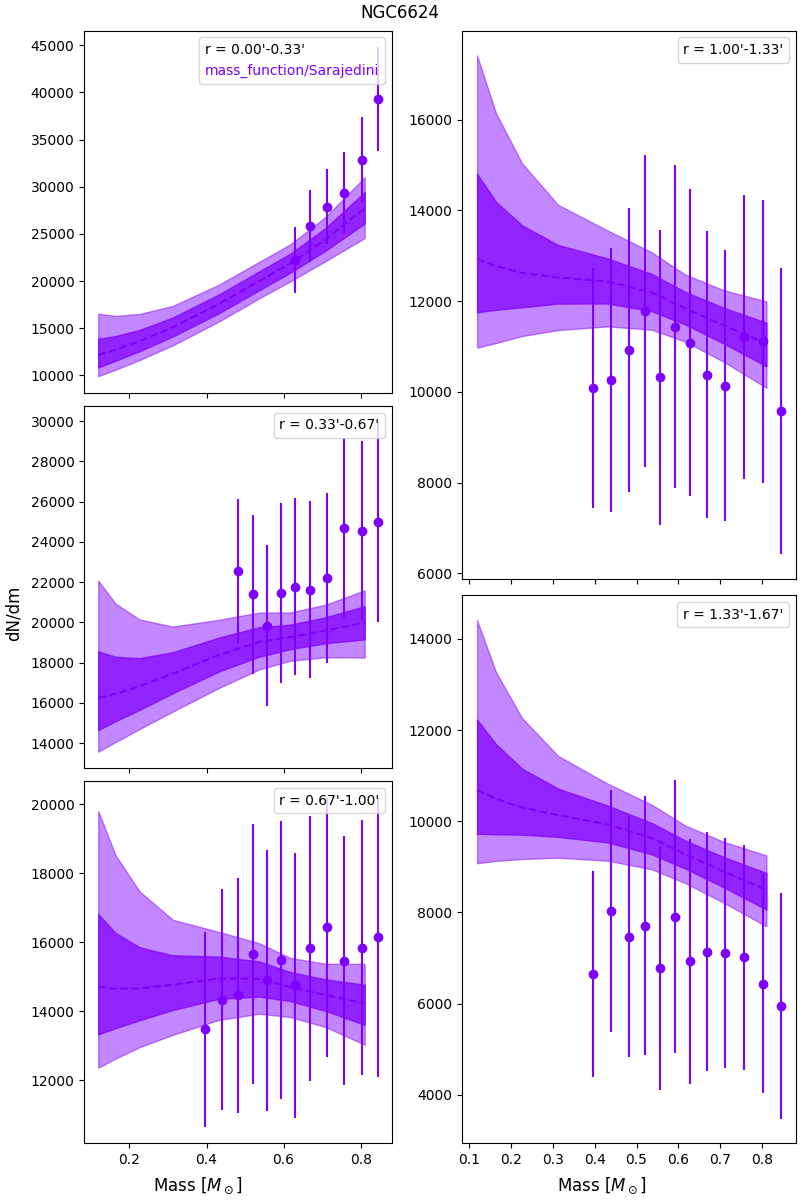 NGC6624
r = 0.00'-0.33'
mass_function/Sarajedini
45000
40000
35000
30000
25000
20000
15000
10000
r = 0.33'-0.67'
30000
28000
26000
24000
22000
20000
18000
16000
14000
dN/dm
r = 0.67'-1.00'
20000
18000
16000
14000
12000
0.2 0.4 0.6 0.8
Mass [M⊙]
r = 1.00'-1.33'
16000
14000
12000
10000
8000
6000
r = 1.33'-1.67'
14000
12000
10000
8000
6000
4000
0.1 0.2 0.3 0.4 0.5 0.6 0.7 0.8
Mass [M⊙]